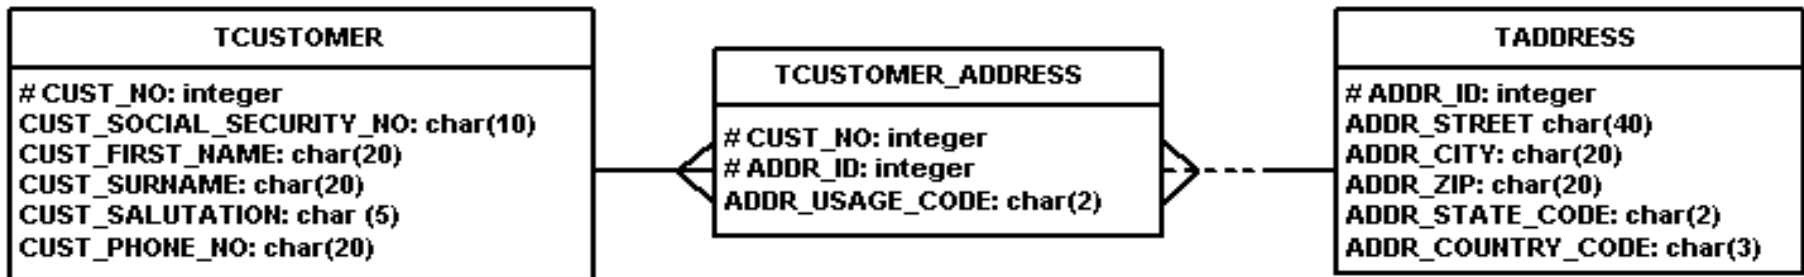 TCUSTOMER
# CUST_NO: integer
CUST_SOCIAL_SECURITY_NO: char(10)
CUST_FIRST_NAME: char(20)
CUST_SURNAME: char(20)
CUST_SALUTATION: char (5)
CUST_PHONE_NO: char(20)
TCUSTOMER_ADDRESS
# CUST_NO: integer
# ADDR_ID: integer
ADDR_USAGE_CODE: char(2)
TADDRESS
# ADDR_ID: integer
ADDR_STREET char(40)
ADDR_CITY: char(20)
ADDR_ZIP: char(20)
ADDR_STATE_CODE: char(2)
ADDR_COUNTRY_CODE: char(3)